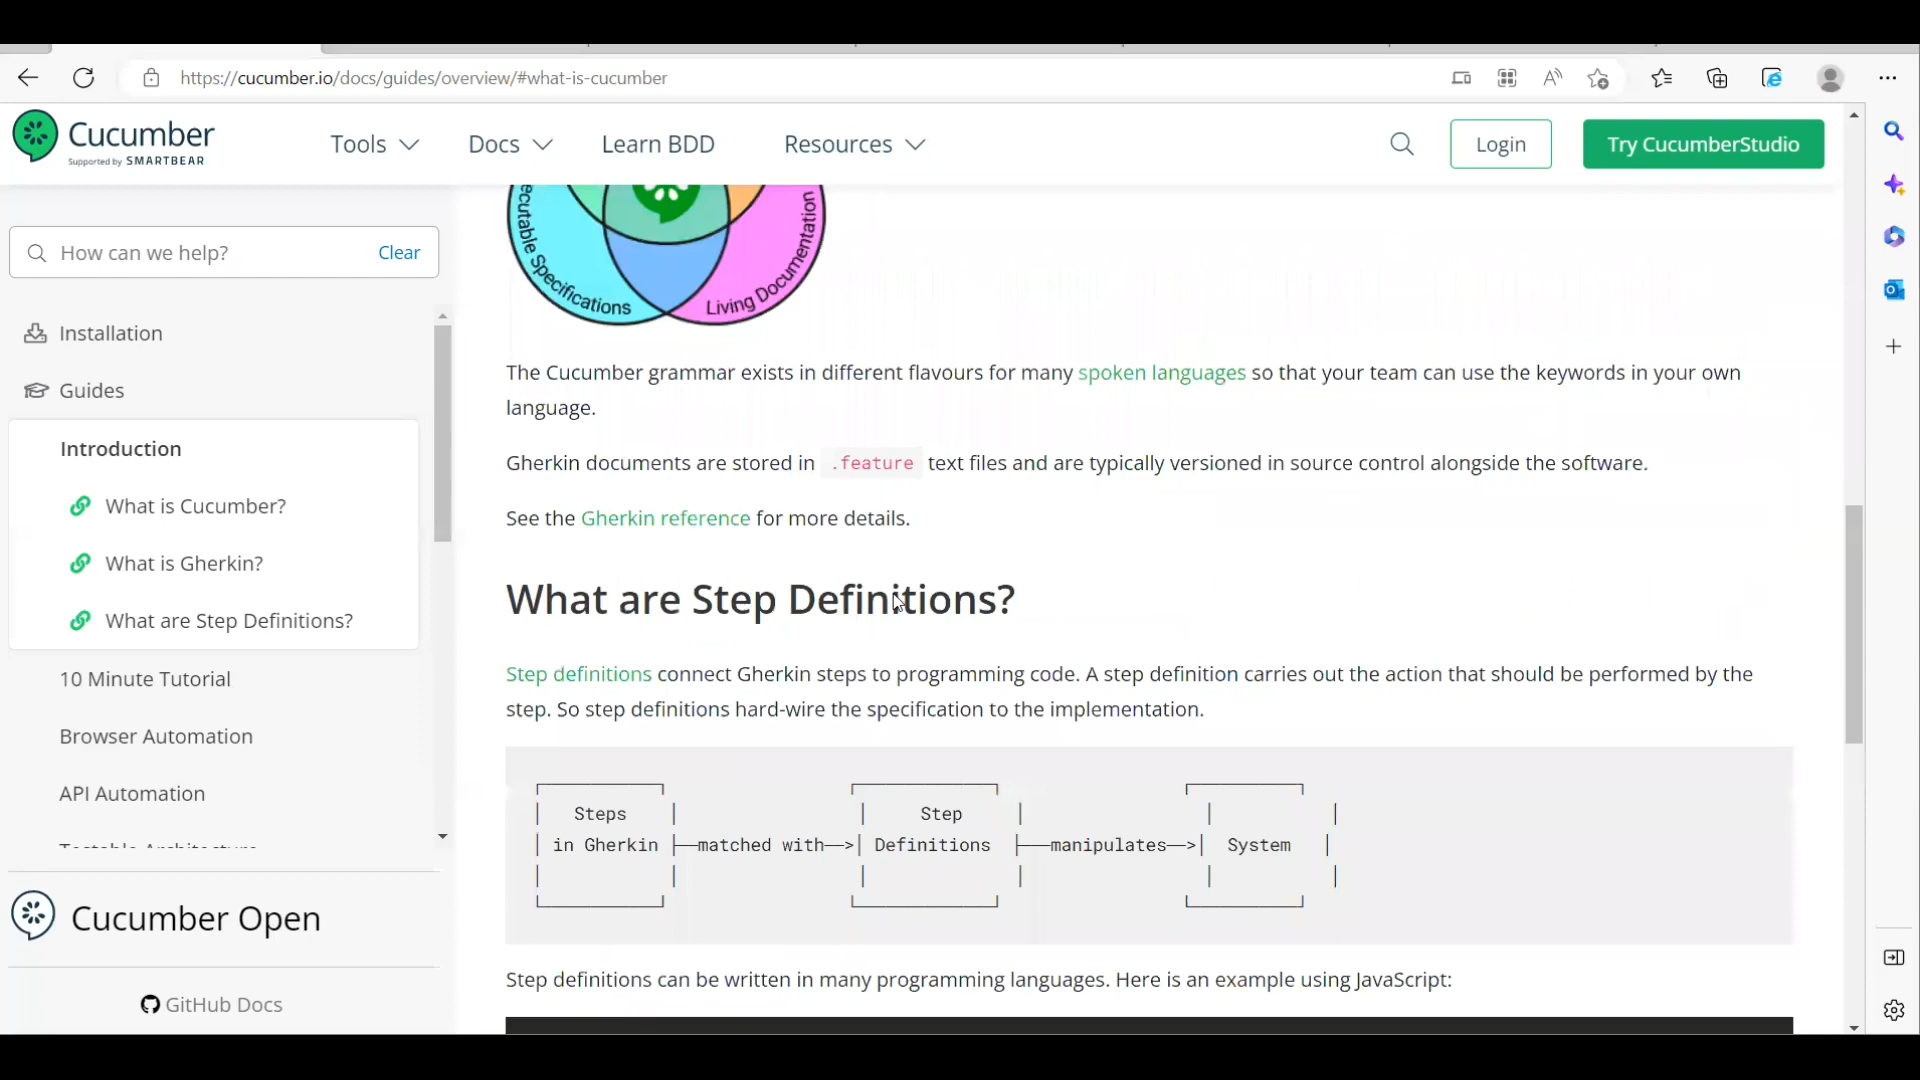 https://cucumber.io/docs/guides/overview/#what-is-cucumber
Cucumber
Supported by SMARTBEAR
Tools
Docs
Learn BDD
Resources
Login
Try CucumberStudio
How can we help?
Clear
Installation
Guides
Introduction
What is Cucumber?
What is Gherkin?
What are Step Definitions?
10 Minute Tutorial
Browser Automation
API Automation
Testable Architecture
Cucumber Open
GitHub Docs
ecutable Specifications
Living Documentation
The Cucumber grammar exists in different flavours for many spoken languages so that your team can use the keywords in your own
language.
Gherkin documents are stored in .feature text files and are typically versioned in source control alongside the software.
See the Gherkin reference for more details.
What are Step Definitions?
Step definitions connect Gherkin steps to programming code. A step definition carries out the action that should be performed by the
step. So step definitions hard-wire the specification to the implementation.
Steps Step
in Gherkin matched with Definitions manipulates System
Step definitions can be written in many programming languages. Here is an example using JavaScript: